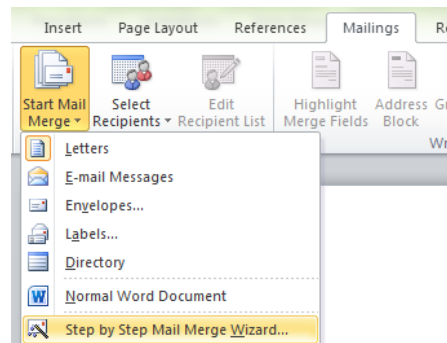 Insert Page Layout References Mailings R
Start Mail Merge Select Recipients Edit Recipient List Highlight Merge Fields Address Block G
Wr
Letters
E-mail Messages
Envelopes...
Labels...
Directory
Normal Word Document
Step by Step Mail Merge Wizard...